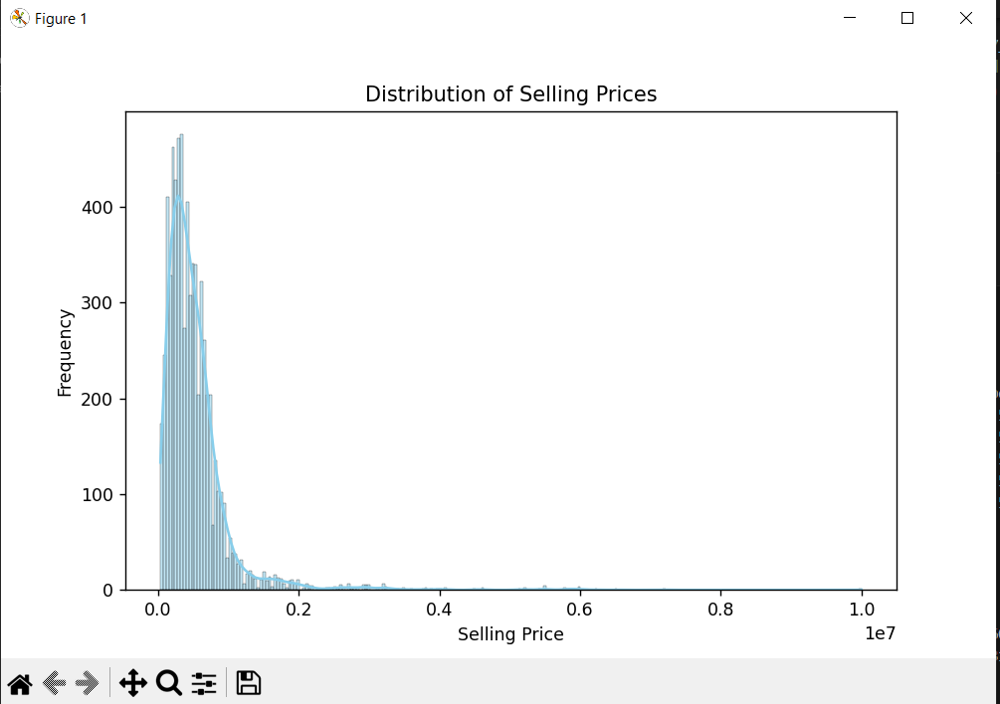 Figure 1
Distribution of Selling Prices
Frequency
400
300
200
100
0
0.0 0.2 0.4 0.6 0.8 1.0
1e7
Selling Price